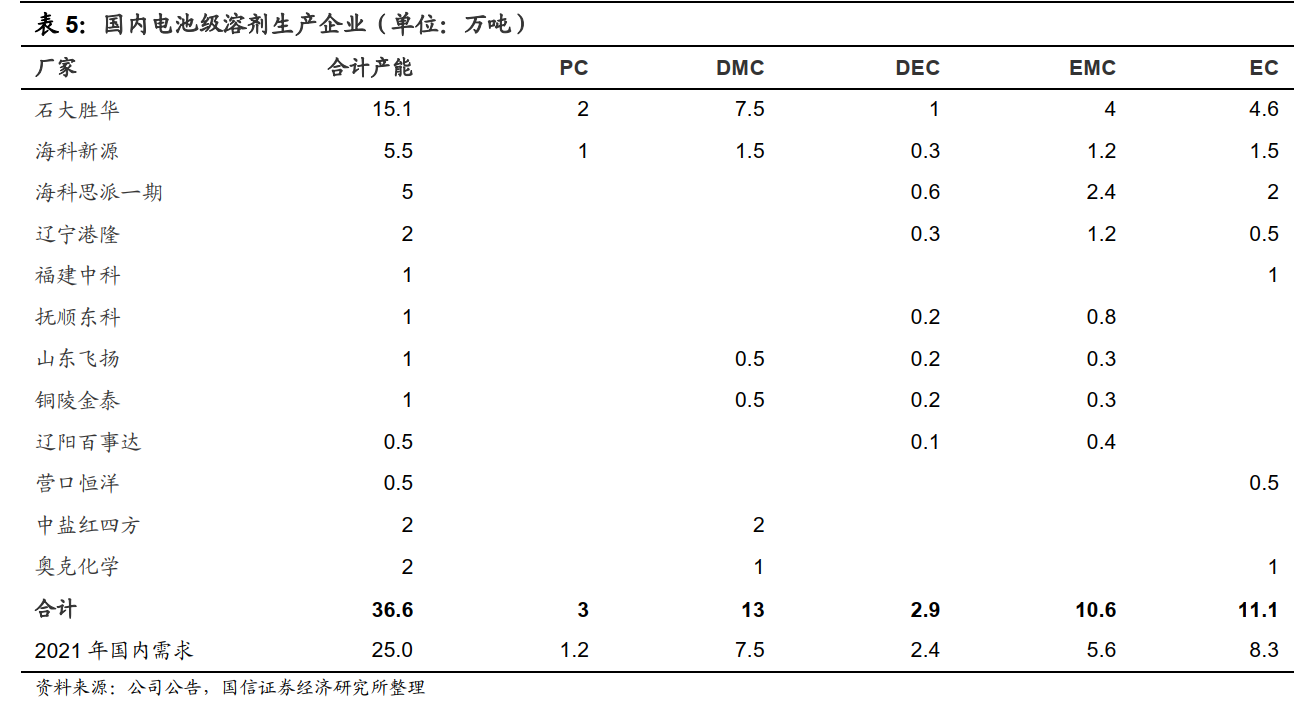 表 5：国内电池级溶剂生产企业（单位：万吨）
厂家 合计产能 PC DMC DEC EMC EC
石大胜华 15.1 2 7.5 1 4 4.6
海科新源 5.5 1 1.5 0.3 1.2 1.5
海科思派一期 5 0.6 2.4 2
辽宁港隆 2 0.3 1.2 0.5
福建中科 1 1
抚顺东科 1 0.2 0.8
山东飞扬 1 0.5 0.2 0.3
铜陵金泰 1 0.5 0.2 0.3
辽阳百事达 0.5 0.1 0.4
营口恒洋 0.5 0.5
中盐红四方 2 2
奥克化学 2 1 1
合计 36.6 3 13 2.9 10.6 11.1
2021 年国内需求 25.0 1.2 7.5 2.4 5.6 8.3
资料来源：公司公告，国信证券经济研究所整理